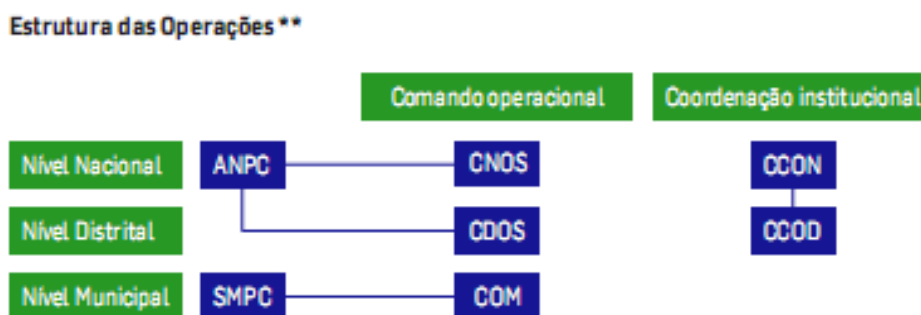 Estrutura das Operações **
Comando operacional Coordenação institucional
Nível Nacional ANPC CNOS CCON
Nível Distrital CDOS CCOD
Nível Municipal SMPC COM